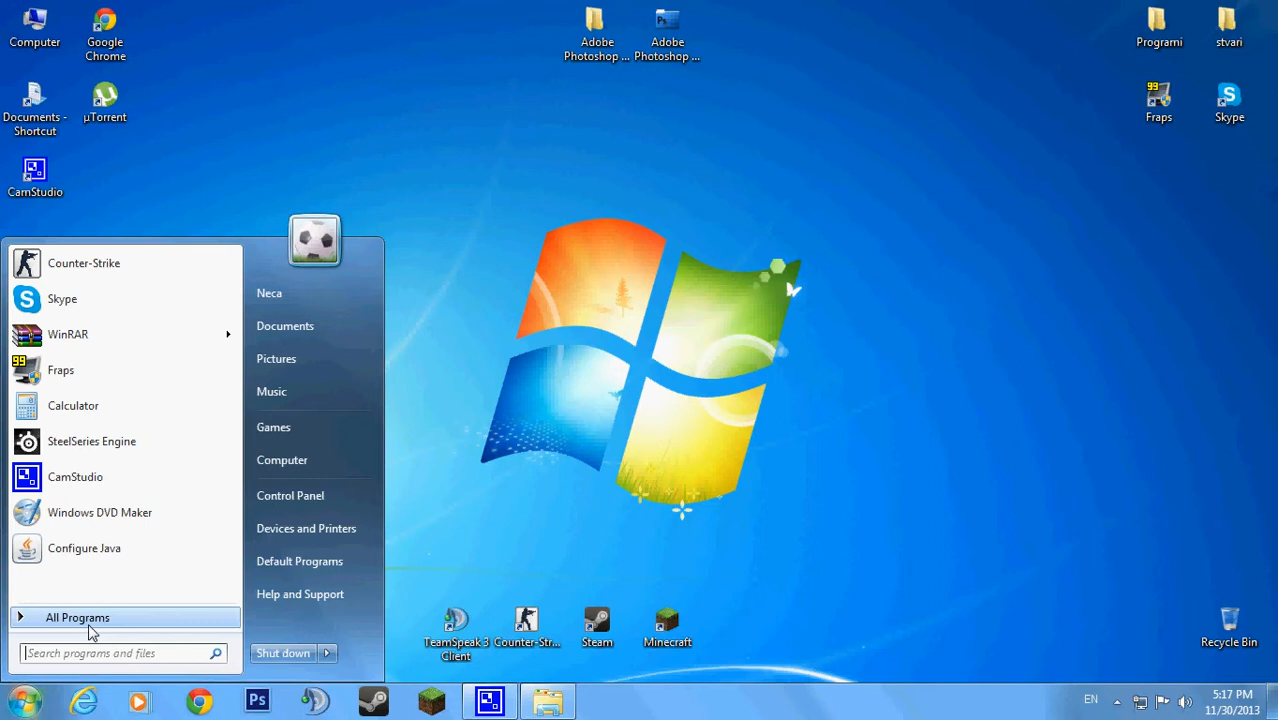 Computer
Google
Chrome
Adobe
Photoshop ...
Adobe
Photoshop ...
Programi
stvari
Documents -
Shortcut
µTorrent
99
Fraps
Skype
CamStudio
Counter-Strike
Skype
WinRAR
99
Fraps
Calculator
SteelSeries Engine
CamStudio
Windows DVD Maker
Configure Java
All Programs
Search programs and files
Neca
Documents
Pictures
Music
Games
Computer
Control Panel
Devices and Printers
Default Programs
Help and Support
Shut down
TeamSpeak 3
Client
Counter-Str...
Steam
Minecraft
Recycle Bin
Ps
EN
5:17 PM
11/30/2013